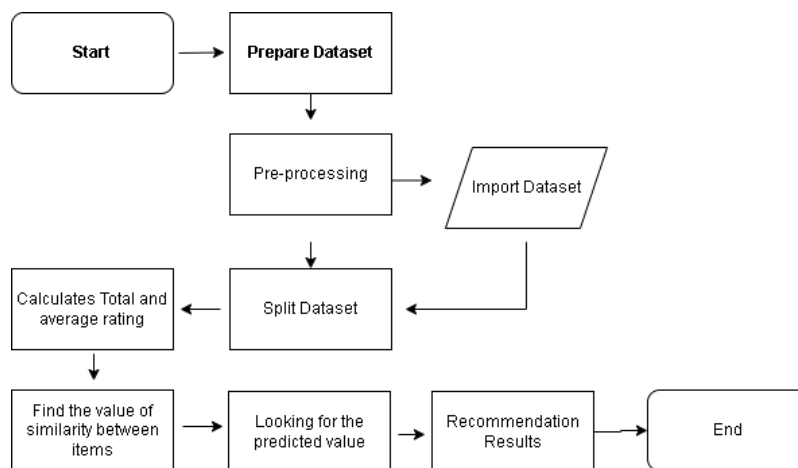 Start
Prepare Dataset
Pre-processing
Import Dataset
Calculates Total and
average rating
Split Dataset
Find the value of
similarity between
items
Looking for the
predicted value
Recommendation
Results
End